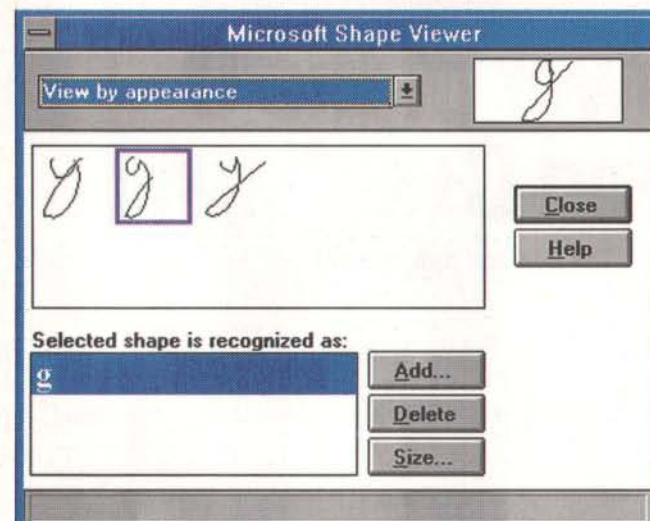 Microsoft Shape Viewer
View by appearance
g
y g y
Close
Help
Selected shape is recognized as:
g
Add...
Delete
Size...